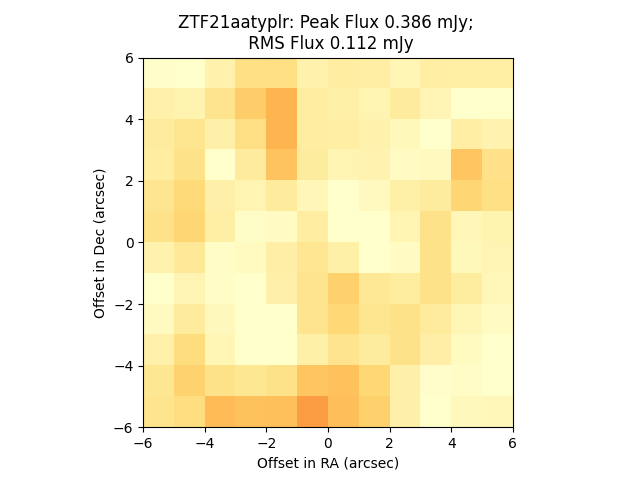 ZTF21aatyplr: Peak Flux 0.386 mJy;
RMS Flux 0.112 mJy
6
4
2
0
−2
−4
−6
Offset in Dec (arcsec)
−6 −4 −2 0 2 4 6
Offset in RA (arcsec)